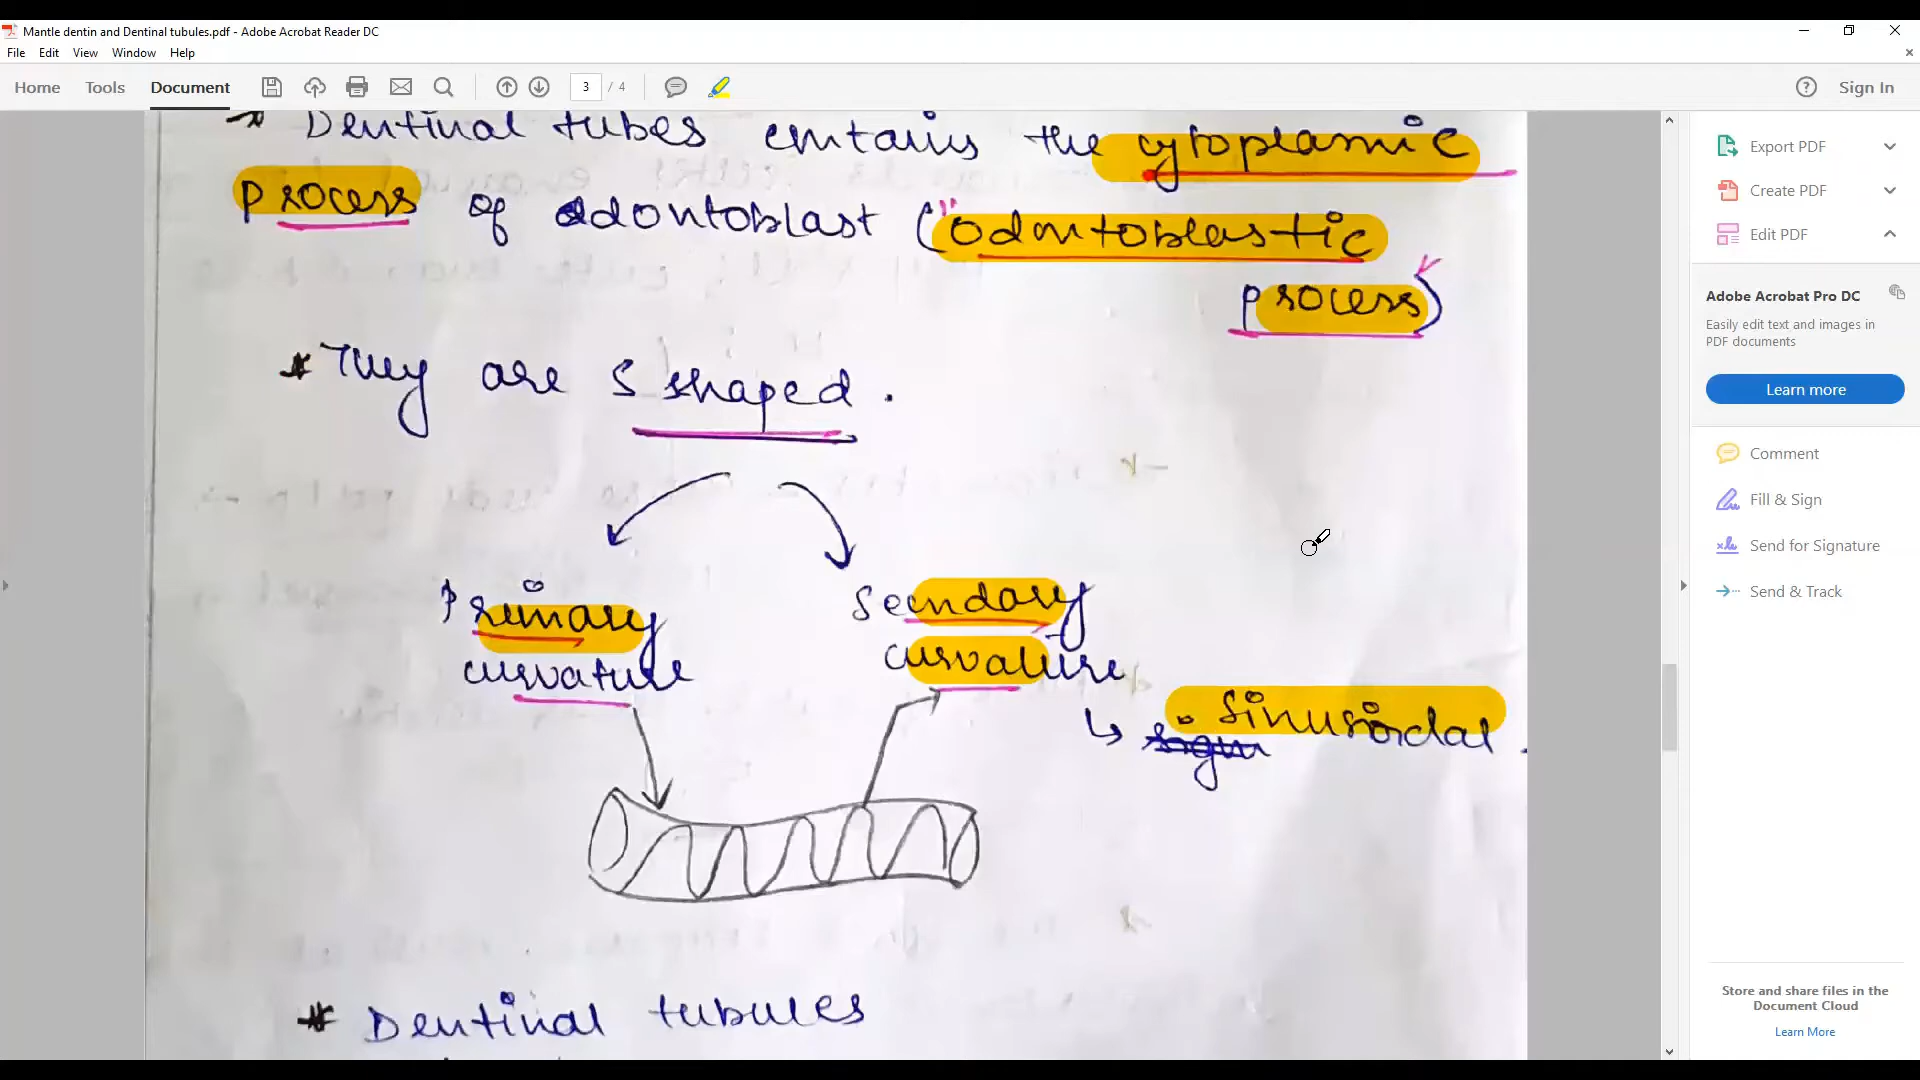 Mantle dentin and Dentinal tubules.pdf - Adobe Acrobat Reader DC
File Edit View Window Help
Home Tools Document 3 / 4 Sign In
* Dentinal tubes contains the cytoplamic
process of odontoblast ("odontoblastic
process)
* They are S shaped.
Primary
curvature
Secondary
curvature
↳ sinusoidal.
* Dentinal tubules
Export PDF
Create PDF
Edit PDF
Adobe Acrobat Pro DC
Easily edit text and images in
PDF documents
Learn more
Comment
Fill & Sign
Send for Signature
Send & Track
Store and share files in the
Document Cloud
Learn More